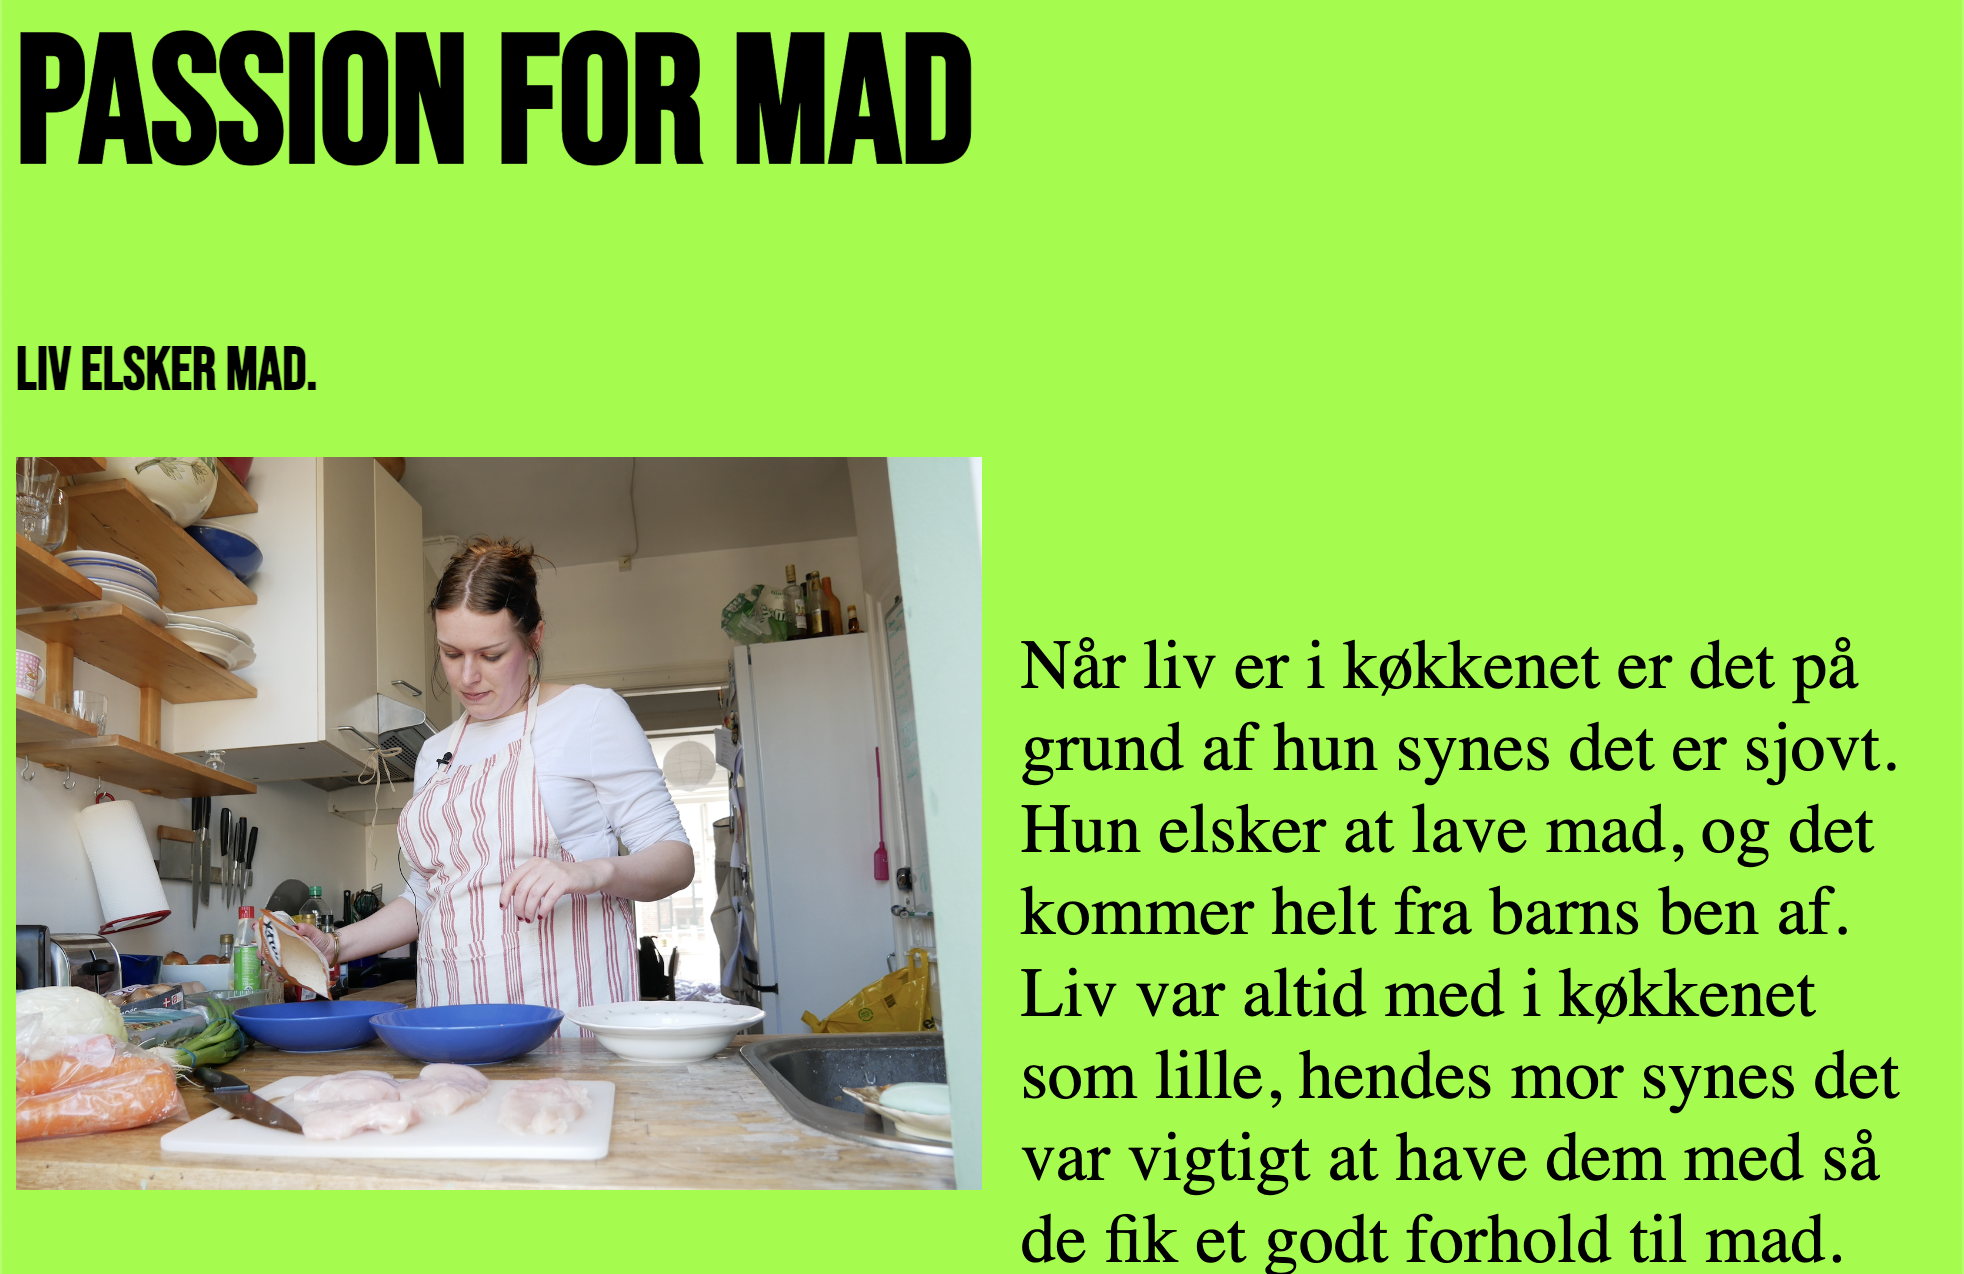 PASSION FOR MAD
LIV ELSKER MAD.
Når liv er i køkkenet er det på
grund af hun synes det er sjovt.
Hun elsker at lave mad, og det
kommer helt fra barns ben af.
Liv var altid med i køkkenet
som lille, hendes mor synes det
var vigtigt at have dem med så
de fik et godt forhold til mad.